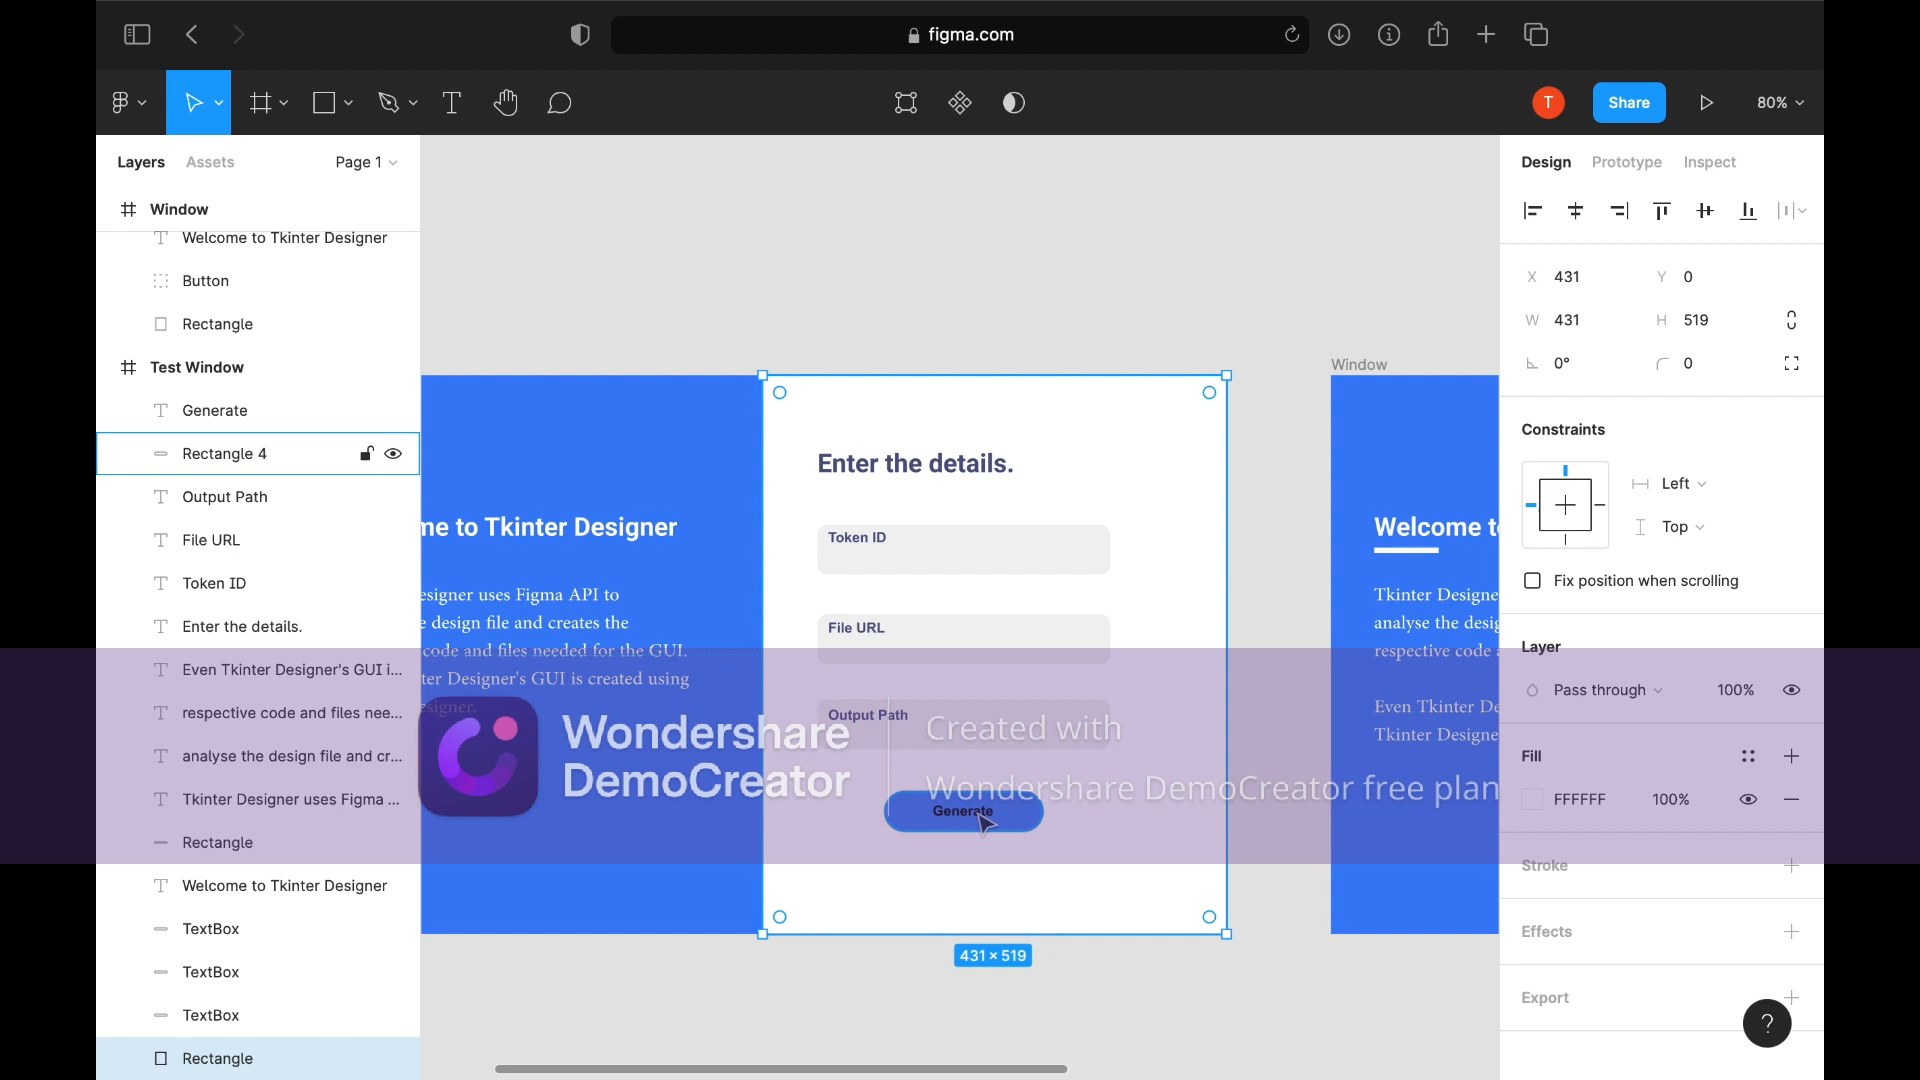 figma.com
T
Share
80%
Layers
Assets
Page 1
Window
Welcome to Tkinter Designer
Button
Rectangle
Test Window
Generate
Rectangle 4
Output Path
File URL
Token ID
Enter the details.
Even Tkinter Designer's GUI i...
respective code and files nee...
analyse the design file and cr...
Tkinter Designer uses Figma ...
Rectangle
Welcome to Tkinter Designer
TextBox
TextBox
TextBox
Rectangle
me to Tkinter Designer
esigner uses Figma API to
e design file and creates the
code and files needed for the GUI.
ter Designer's GUI is created using
esigner.
Enter the details.
Token ID
File URL
Output Path
Generate
431 × 519
Window
Welcome to
Tkinter Designe
analyse the desig
respective code
Even Tkinter De
Tkinter Designe
Wondershare
DemoCreator
Created with
Wondershare DemoCreator free plan
Design
Prototype
Inspect
X 431
Y 0
W 431
H 519
0°
0
Constraints
Left
Top
Fix position when scrolling
Layer
Pass through
100%
Fill
FFFFFF
100%
Stroke
Effects
Export
?